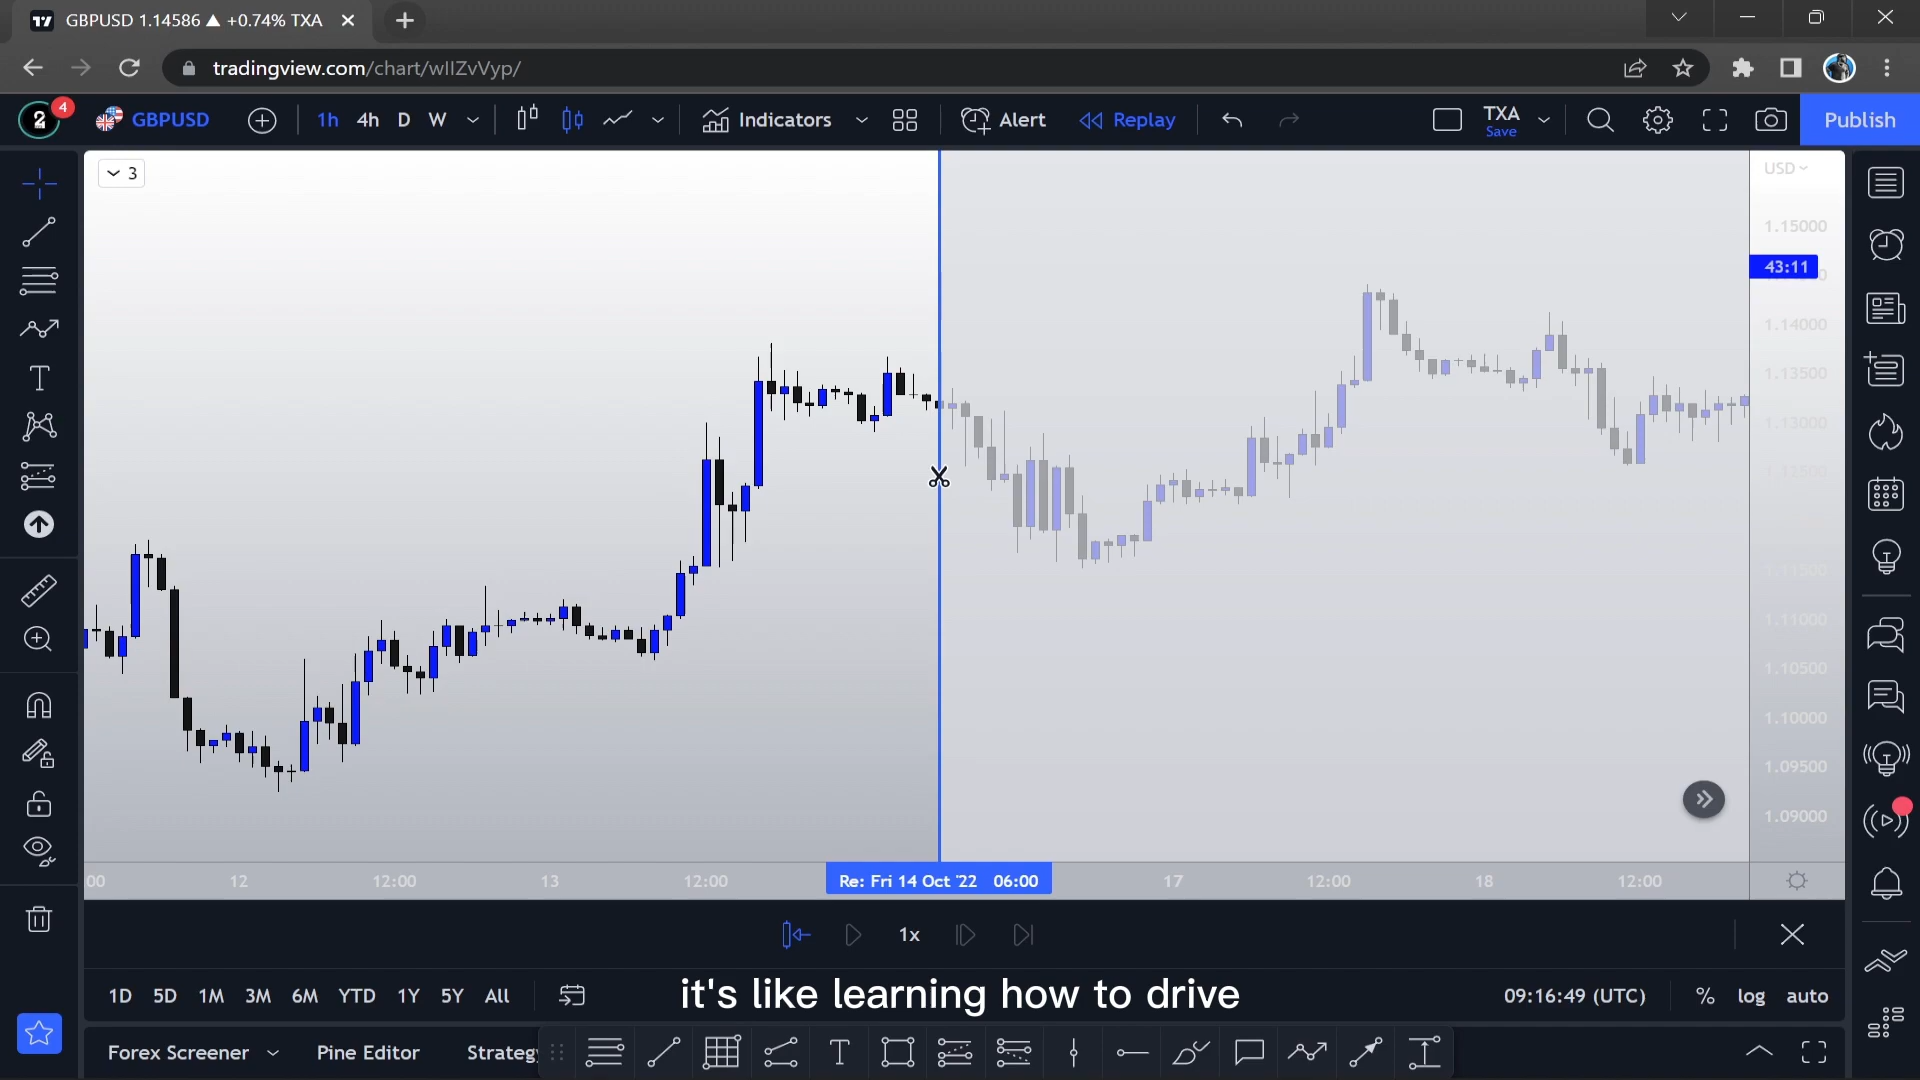 GBPUSD 1.14586 ▲ +0.74% TXA
tradingview.com/chart/wIIZvVyp/
2 4 GBPUSD 1h 4h D W Indicators Alert Replay TXA Save Publish
3
USD
1.15000
43:11
1.14000
1.13500
1.13000
1.12500
1.11500
1.11000
1.10500
1.10000
1.09500
1.09000
00 12 12:00 13 12:00 Re: Fri 14 Oct '22 06:00 17 12:00 18 12:00
1x
1D 5D 1M 3M 6M YTD 1Y 5Y All 09:16:49 (UTC) % log auto
it's like learning how to drive
Forex Screener Pine Editor Strateg